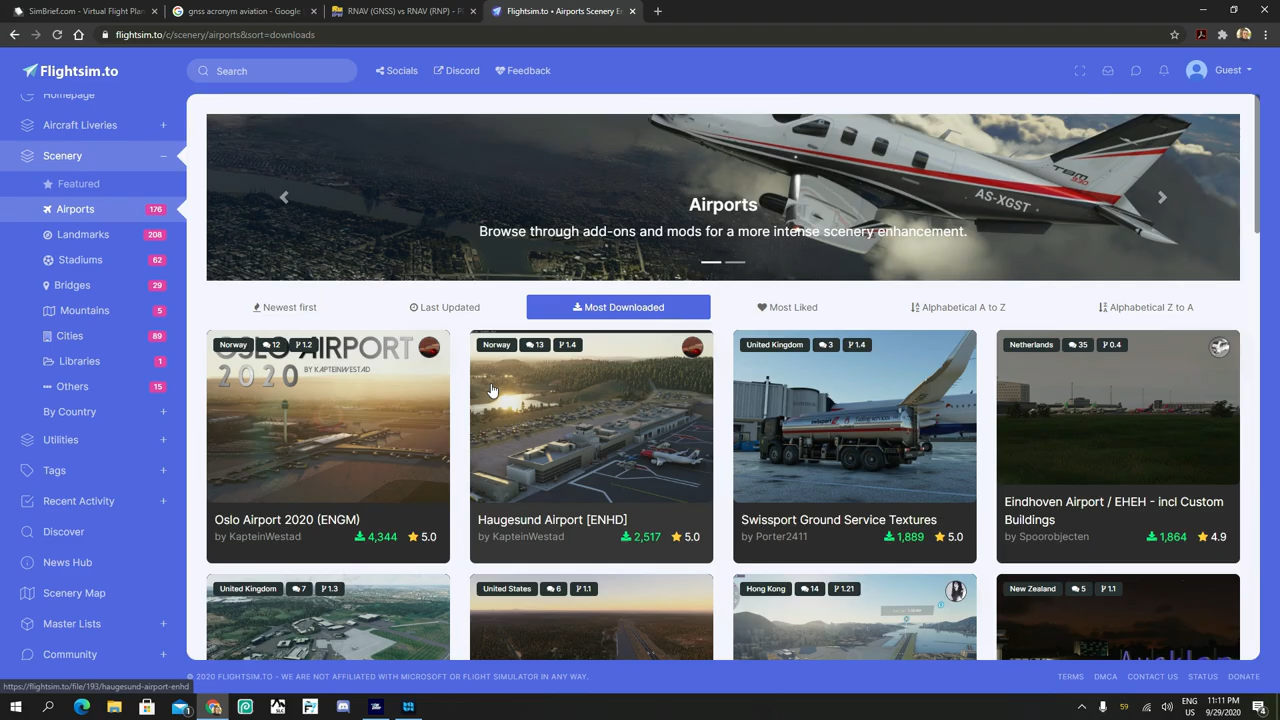 SimBrief.com - Virtual Flight Plan
gnss acronym aviation - Google
RNAV (GNSS) vs RNAV (RNP) - P
Flightsim.to • Airports Scenery E
flightsim.to/c/scenery/airports&sort=downloads
Flightsim.to
Search
Socials
Discord
Feedback
Guest
Homepage
Aircraft Liveries +
Scenery −
Featured
Airports 176
Landmarks 208
Stadiums 62
Bridges 29
Mountains 5
Cities 89
Libraries 1
Others 15
By Country +
Utilities +
Tags +
Recent Activity +
Discover
News Hub
Scenery Map
Master Lists +
Community +
TBM
930
AS-XGST
Airports
Browse through add-ons and mods for a more intense scenery enhancement.
Newest first
Last Updated
Most Downloaded
Most Liked
Alphabetical A to Z
Alphabetical Z to A
Norway 12 1.2
OSLO AIRPORT
2020 BY KAPTEINWESTAD
Oslo Airport 2020 (ENGM)
by KapteinWestad 4,344 5.0
Norway 13 1.4
Haugesund Airport [ENHD]
by KapteinWestad 2,517 5.0
United Kingdom 3 1.4
swissport
Swissport Ground Service Textures
by Porter2411 1,889 5.0
Netherlands 35 0.4
Eindhoven Airport / EHEH - incl Custom
Buildings
by Spoorobjecten 1,864 4.9
United Kingdom 7 1.3
United States 6 1.1
Hong Kong 14 1.21
New Zealand 5 1.1
© 2020 FLIGHTSIM.TO - WE ARE NOT AFFILIATED WITH MICROSOFT OR FLIGHT SIMULATOR IN ANY WAY.
TERMS DMCA CONTACT US STATUS DONATE
https://flightsim.to/file/193/haugesund-airport-enhd
59
ENG
US
11:11 PM
9/29/2020
4